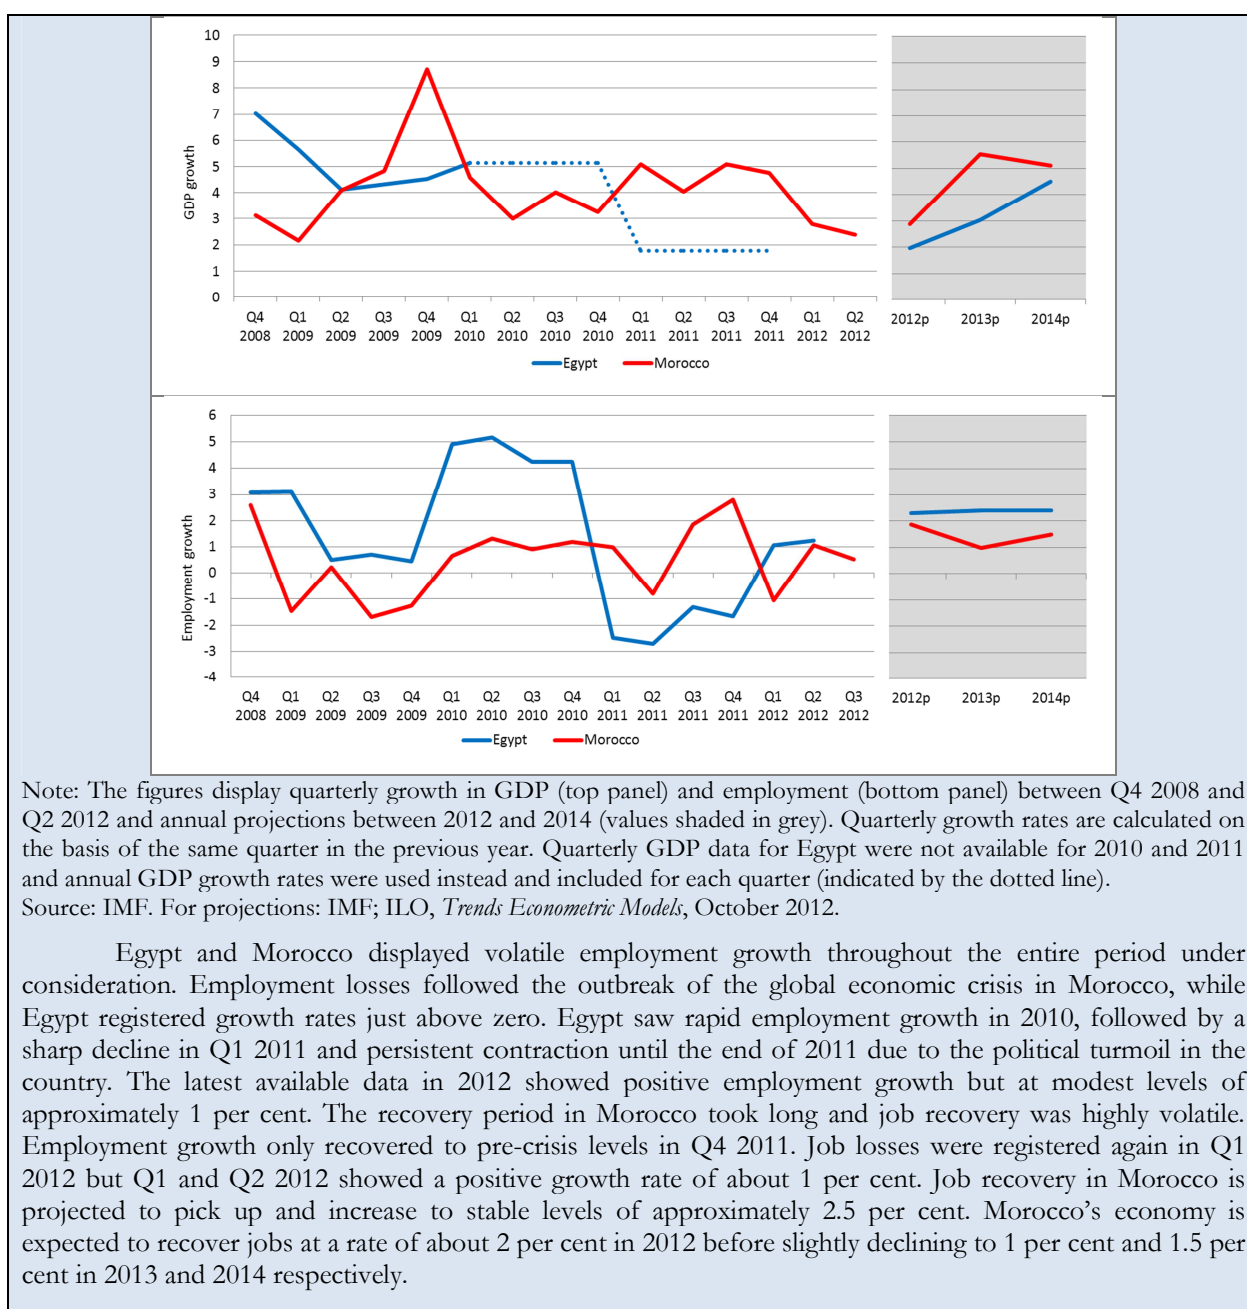 10
9
8
7
6
5
4
3
2
1
0
GDP growth
Q4 Q1 Q2 Q3 Q4 Q1 Q2 Q3 Q4 Q1 Q2 Q3 Q4 Q1 Q2
2008 2009 2009 2009 2009 2010 2010 2010 2010 2011 2011 2011 2011 2012 2012
2012p 2013p 2014p
Egypt Morocco
6
5
4
3
2
1
0
-1
-2
-3
-4
Employment growth
Q4 Q1 Q2 Q3 Q4 Q1 Q2 Q3 Q4 Q1 Q2 Q3 Q4 Q1 Q2 Q3
2008 2009 2009 2009 2009 2010 2010 2010 2010 2011 2011 2011 2011 2012 2012 2012
2012p 2013p 2014p
Egypt Morocco
Note: The figures display quarterly growth in GDP (top panel) and employment (bottom panel) between Q4 2008 and
Q2 2012 and annual projections between 2012 and 2014 (values shaded in grey). Quarterly growth rates are calculated on
the basis of the same quarter in the previous year. Quarterly GDP data for Egypt were not available for 2010 and 2011
and annual GDP growth rates were used instead and included for each quarter (indicated by the dotted line).
Source: IMF. For projections: IMF; ILO, Trends Econometric Models, October 2012.
Egypt and Morocco displayed volatile employment growth throughout the entire period under
consideration. Employment losses followed the outbreak of the global economic crisis in Morocco, while
Egypt registered growth rates just above zero. Egypt saw rapid employment growth in 2010, followed by a
sharp decline in Q1 2011 and persistent contraction until the end of 2011 due to the political turmoil in the
country. The latest available data in 2012 showed positive employment growth but at modest levels of
approximately 1 per cent. The recovery period in Morocco took long and job recovery was highly volatile.
Employment growth only recovered to pre-crisis levels in Q4 2011. Job losses were registered again in Q1
2012 but Q1 and Q2 2012 showed a positive growth rate of about 1 per cent. Job recovery in Morocco is
projected to pick up and increase to stable levels of approximately 2.5 per cent. Morocco's economy is
expected to recover jobs at a rate of about 2 per cent in 2012 before slightly declining to 1 per cent and 1.5 per
cent in 2013 and 2014 respectively.